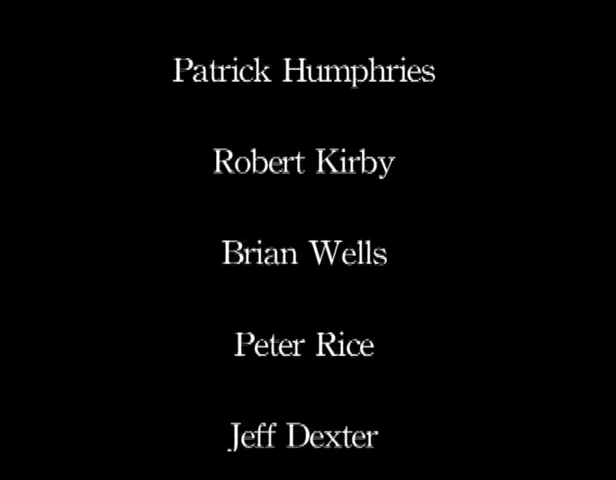 Patrick Humphries
Robert Kirby
Brian Wells
Peter Rice
Jeff Dexter